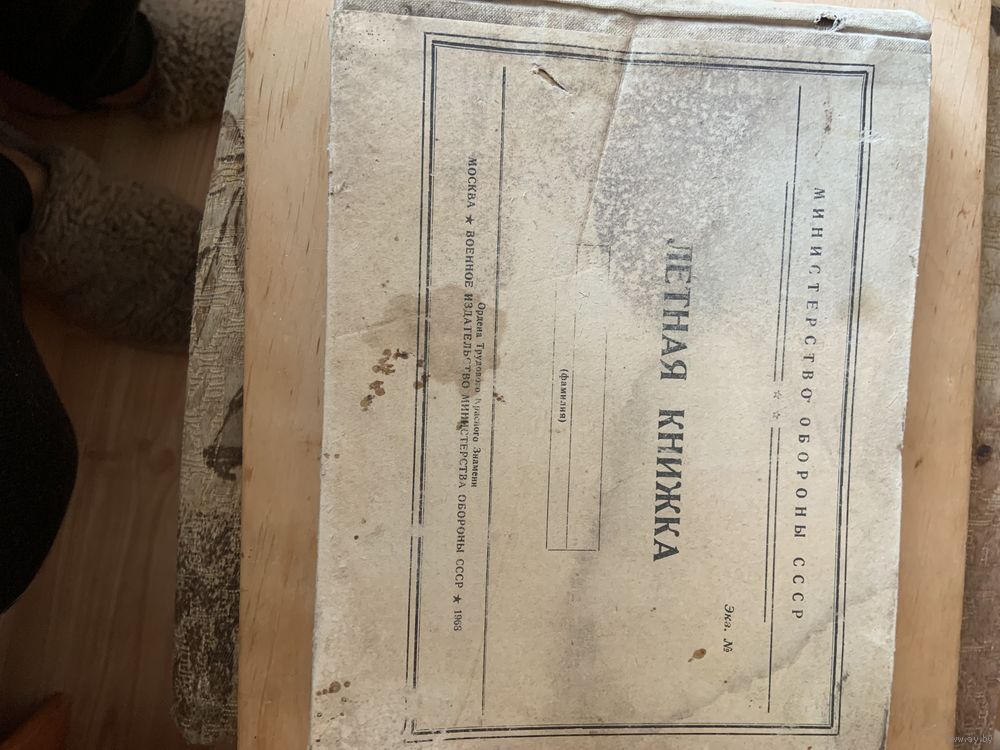 МИНИСТЕРСТВО ОБОРОНЫ СССР
Экз. №
ЛЕТНАЯ КНИЖКА
(фамилия)
Ордена Трудового Красного Знамени
МОСКВА ★ ВОЕННОЕ ИЗДАТЕЛЬСТВО МИНИСТЕРСТВА ОБОРОНЫ СССР ★ 1968